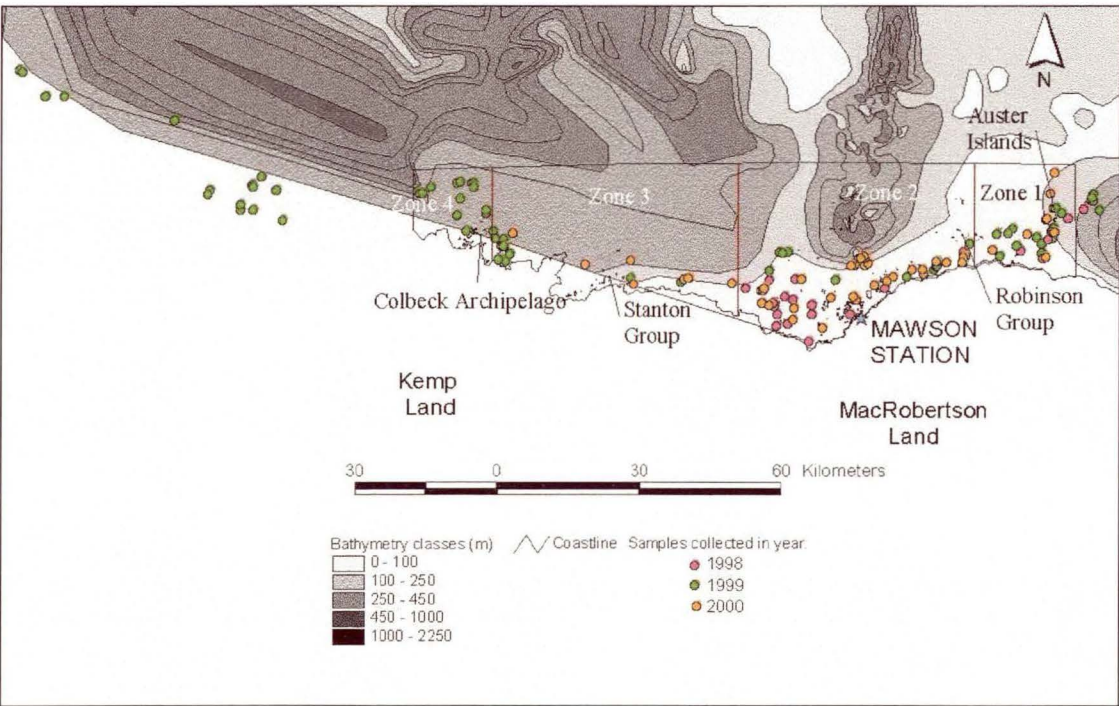 N
Auster
Islands
Zone 4
Zone 3
Zone 2
Zone 1
Colbeck Archipelago
Stanton
Group
Robinson
Group
MAWSON
STATION
Kemp
Land
MacRobertson
Land
30 0 30 60 Kilometers
Bathymetry classes (m)
0 - 100
100 - 250
250 - 450
450 - 1000
1000 - 2250
Coastline
Samples collected in year
1998
1999
2000